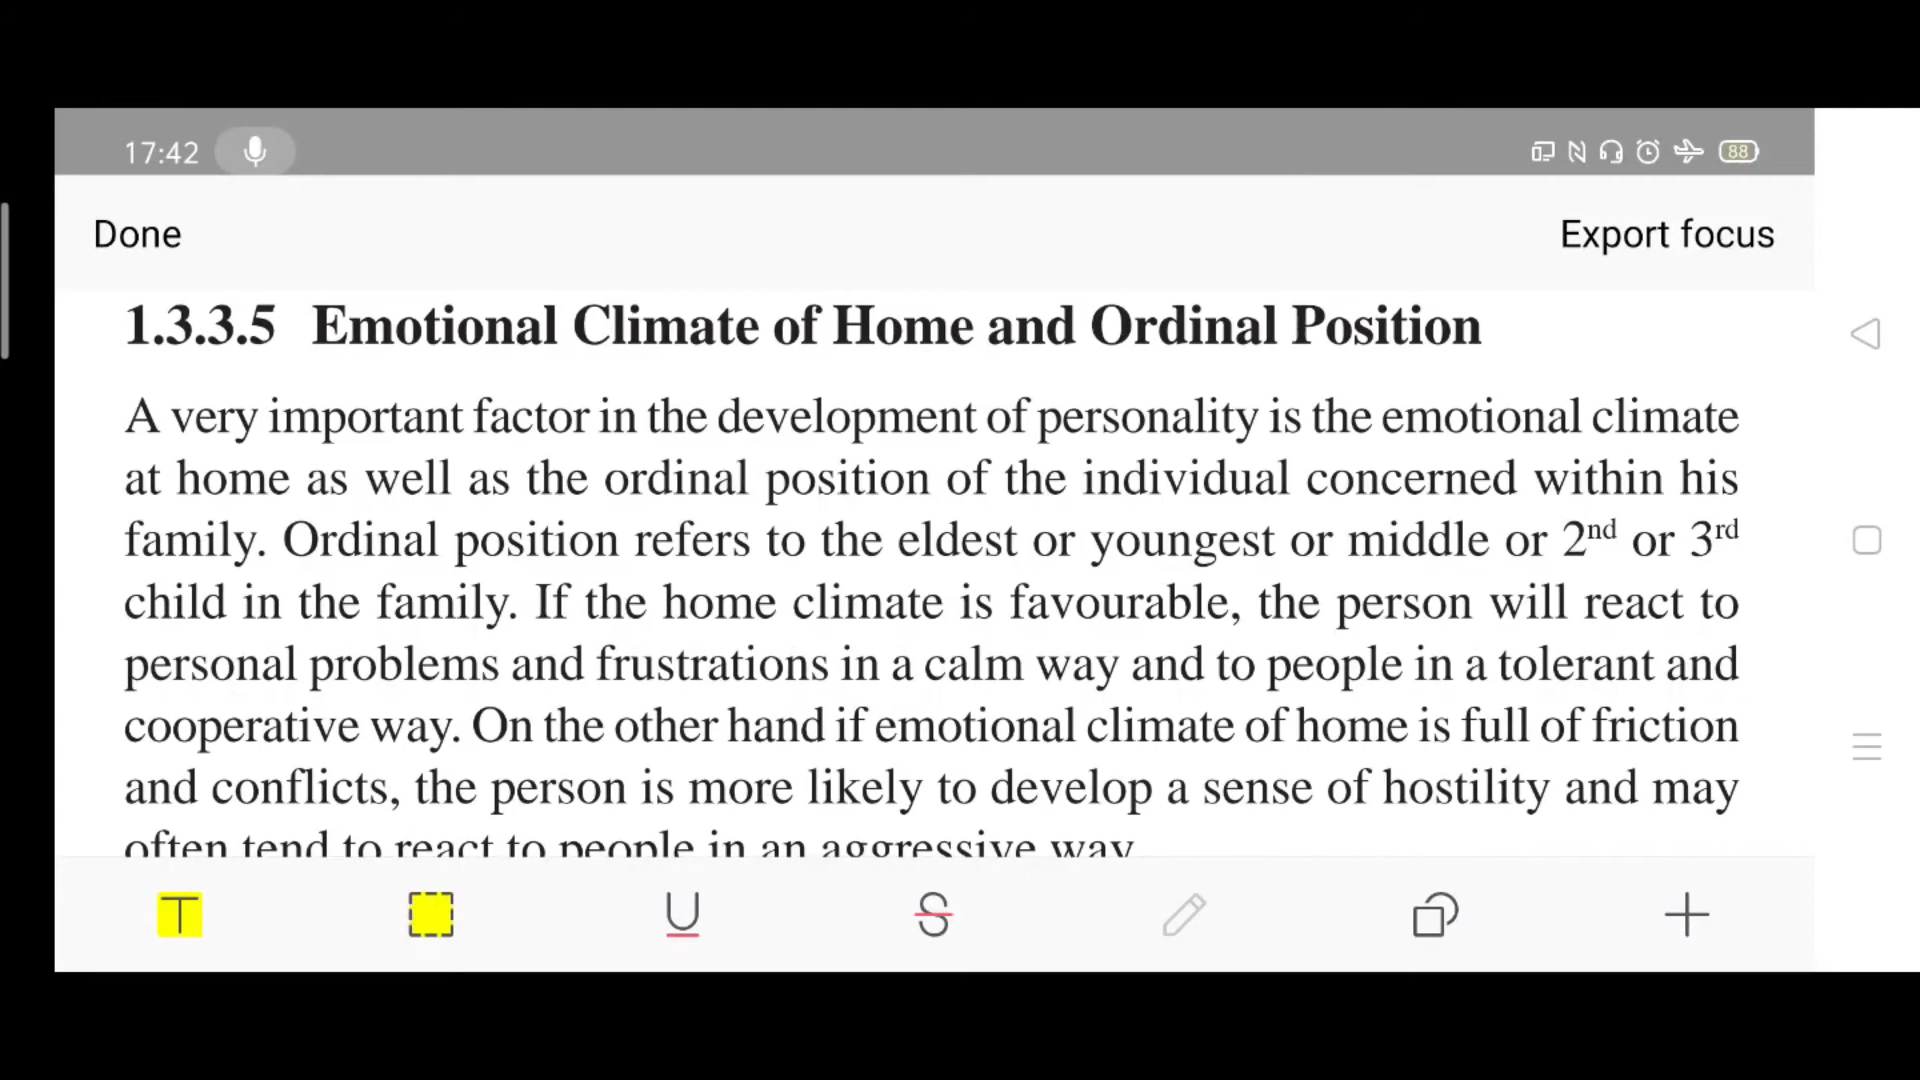 17:42
88
Done
Export focus
1.3.3.5 Emotional Climate of Home and Ordinal Position
A very important factor in the development of personality is the emotional climate
at home as well as the ordinal position of the individual concerned within his
family. Ordinal position refers to the eldest or youngest or middle or 2nd or 3rd
child in the family. If the home climate is favourable, the person will react to
personal problems and frustrations in a calm way and to people in a tolerant and
cooperative way. On the other hand if emotional climate of home is full of friction
and conflicts, the person is more likely to develop a sense of hostility and may
often tend to react to people in an aggressive way
T
U
S